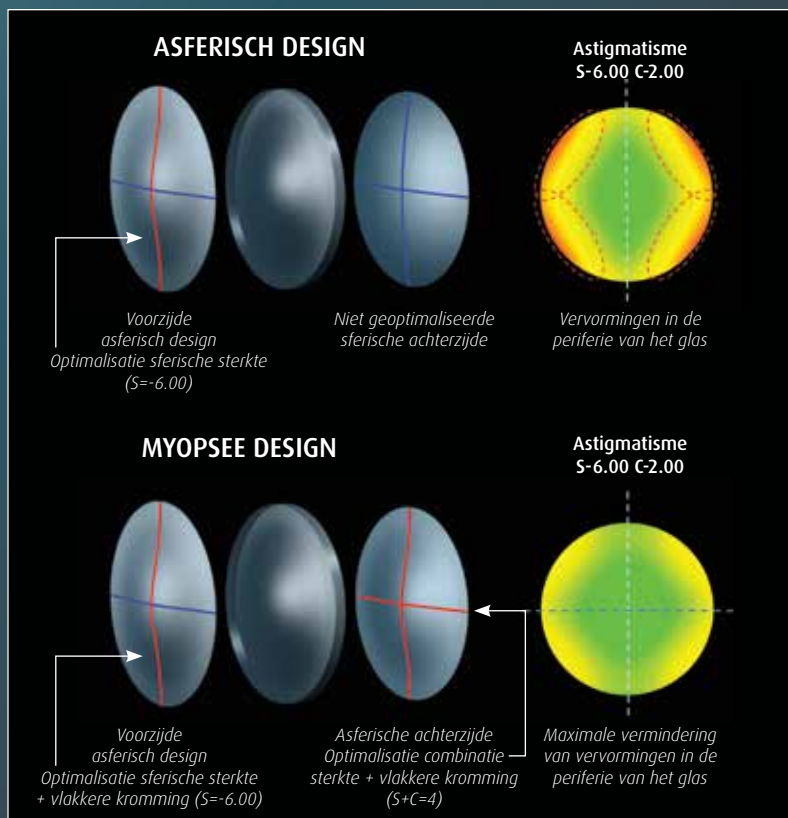 ASFERISCH DESIGN
Astigmatisme
S-6.00 C-2.00
Voorzijde
asferisch design
Optimalisatie sferische sterkte
(S=-6.00)
Niet geoptimaliseerde
sferische achterzijde
Vervormingen in de
periferie van het glas
MYOPSEE DESIGN
Astigmatisme
S-6.00 C-2.00
Voorzijde
asferisch design
Optimalisatie sferische sterkte
+ vlakkere kromming (S=-6.00)
Asferische achterzijde
Optimalisatie combinatie
sterkte + vlakkere kromming
(S+C=4)
Maximale vermindering
van vervormingen in de
periferie van het glas